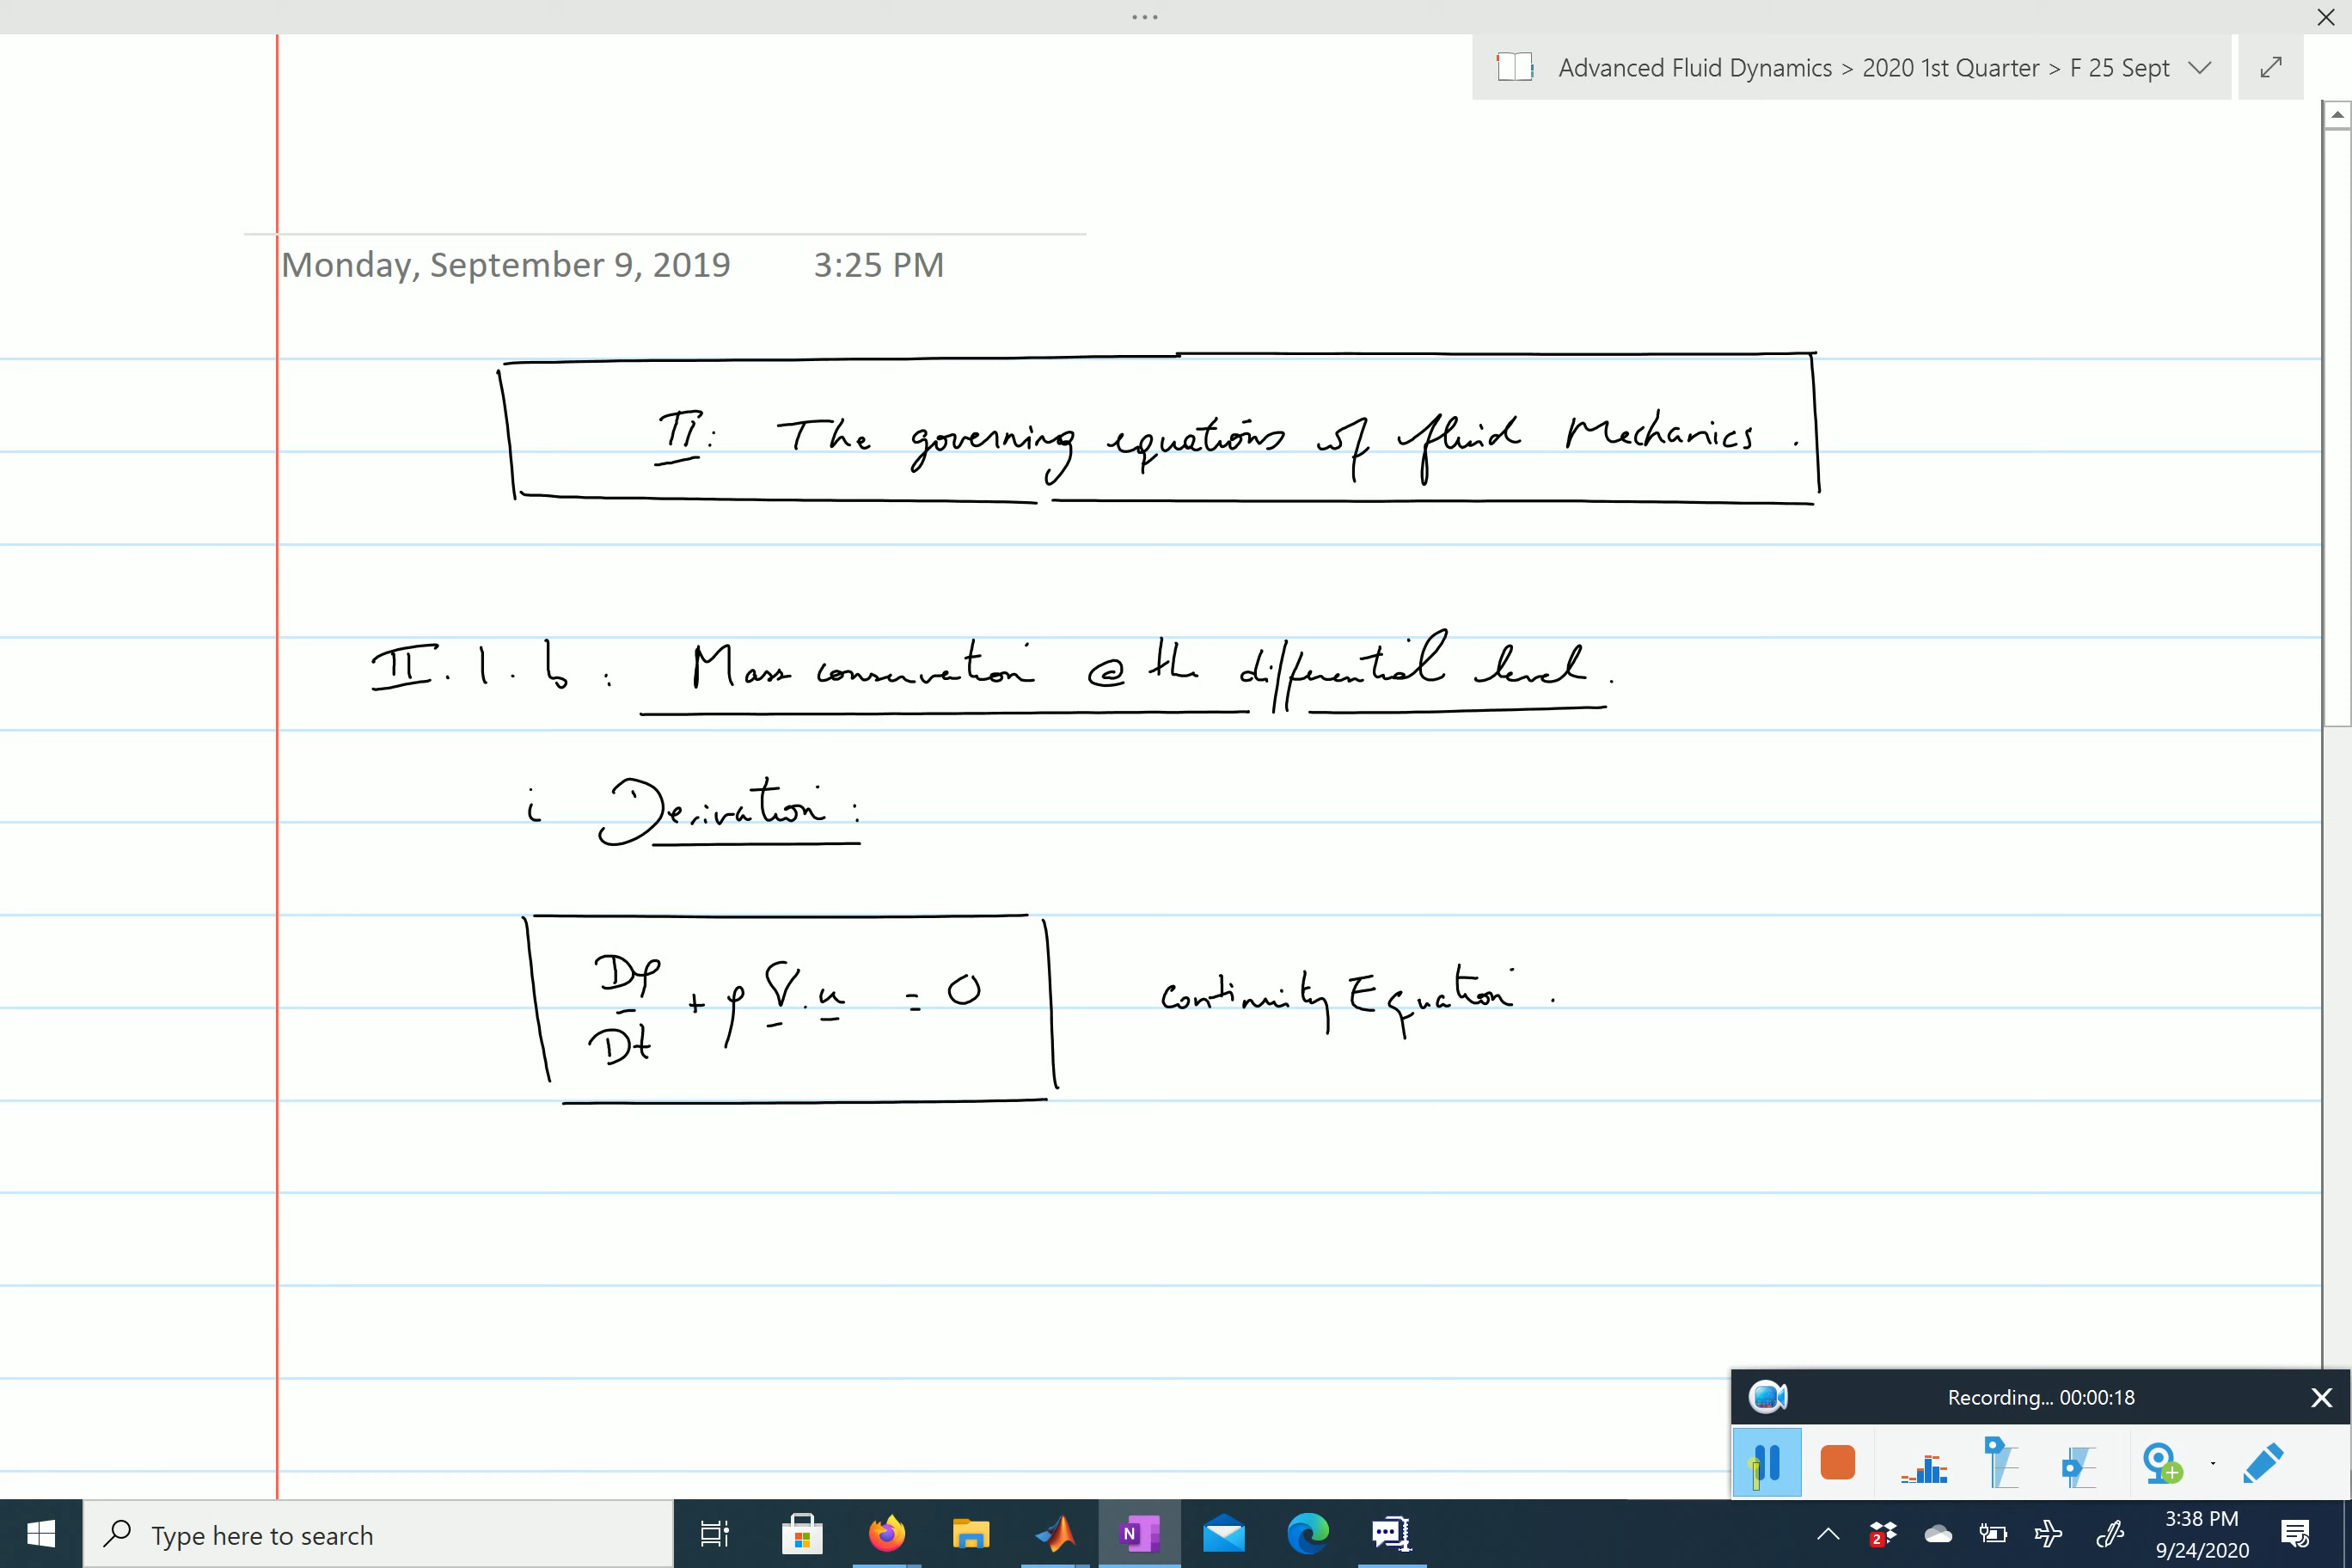 Advanced Fluid Dynamics > 2020 1st Quarter > F 25 Sept
Monday, September 9, 2019 3:25 PM
II: The governing equations of fluid Mechanics.
II.1.b: Mass conservation @ the differential level.
i Derivation:
Dρ/Dt + ρ ∇·u = 0 continuity Equation.
Recording... 00:00:18
Type here to search
N
2
3:38 PM
9/24/2020